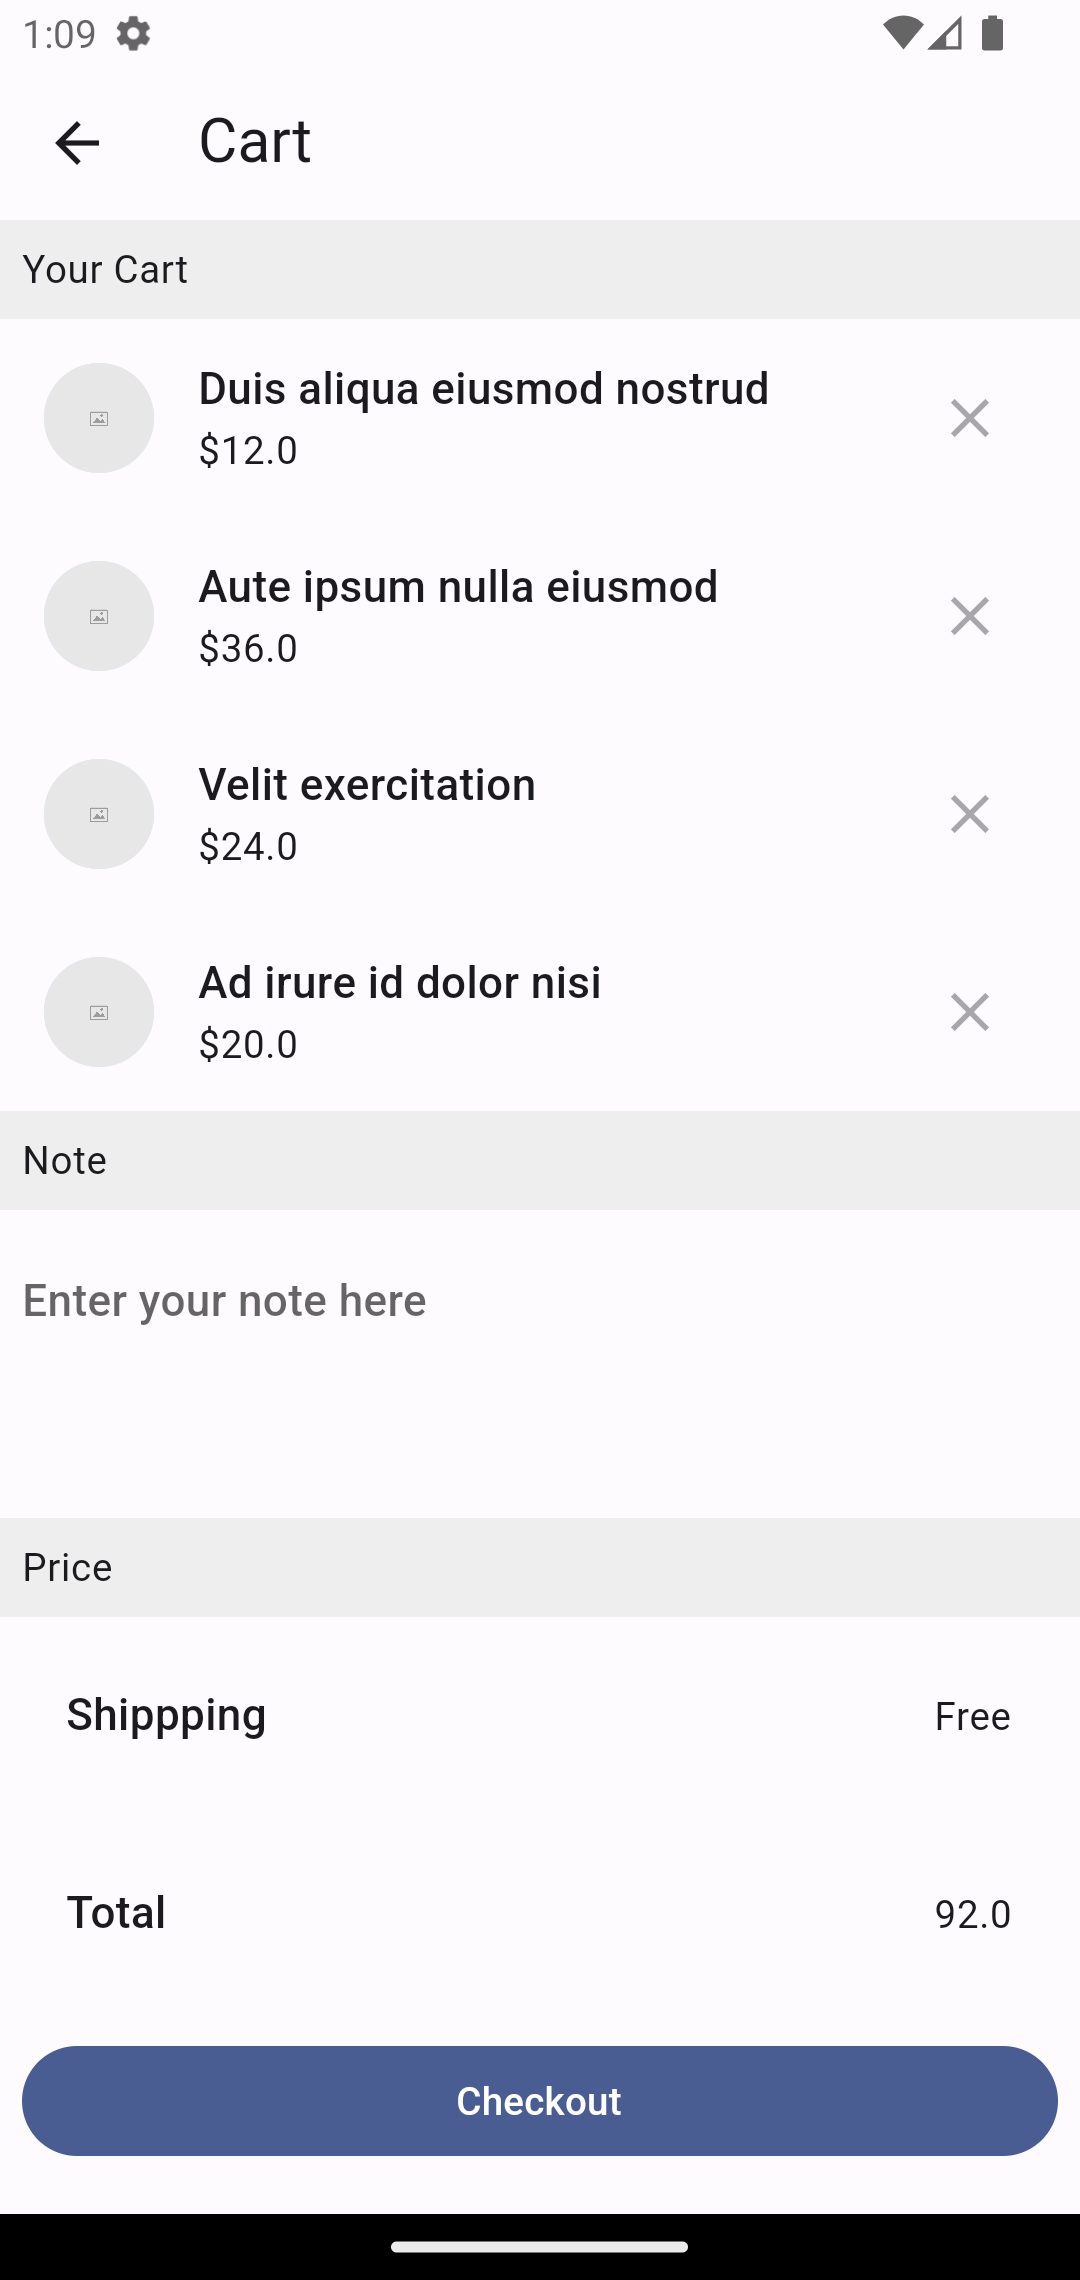 1:09
Cart
Your Cart
Duis aliqua eiusmod nostrud
$12.0
Aute ipsum nulla eiusmod
$36.0
Velit exercitation
$24.0
Ad irure id dolor nisi
$20.0
Note
Enter your note here
Price
Shippping Free
Total 92.0
Checkout